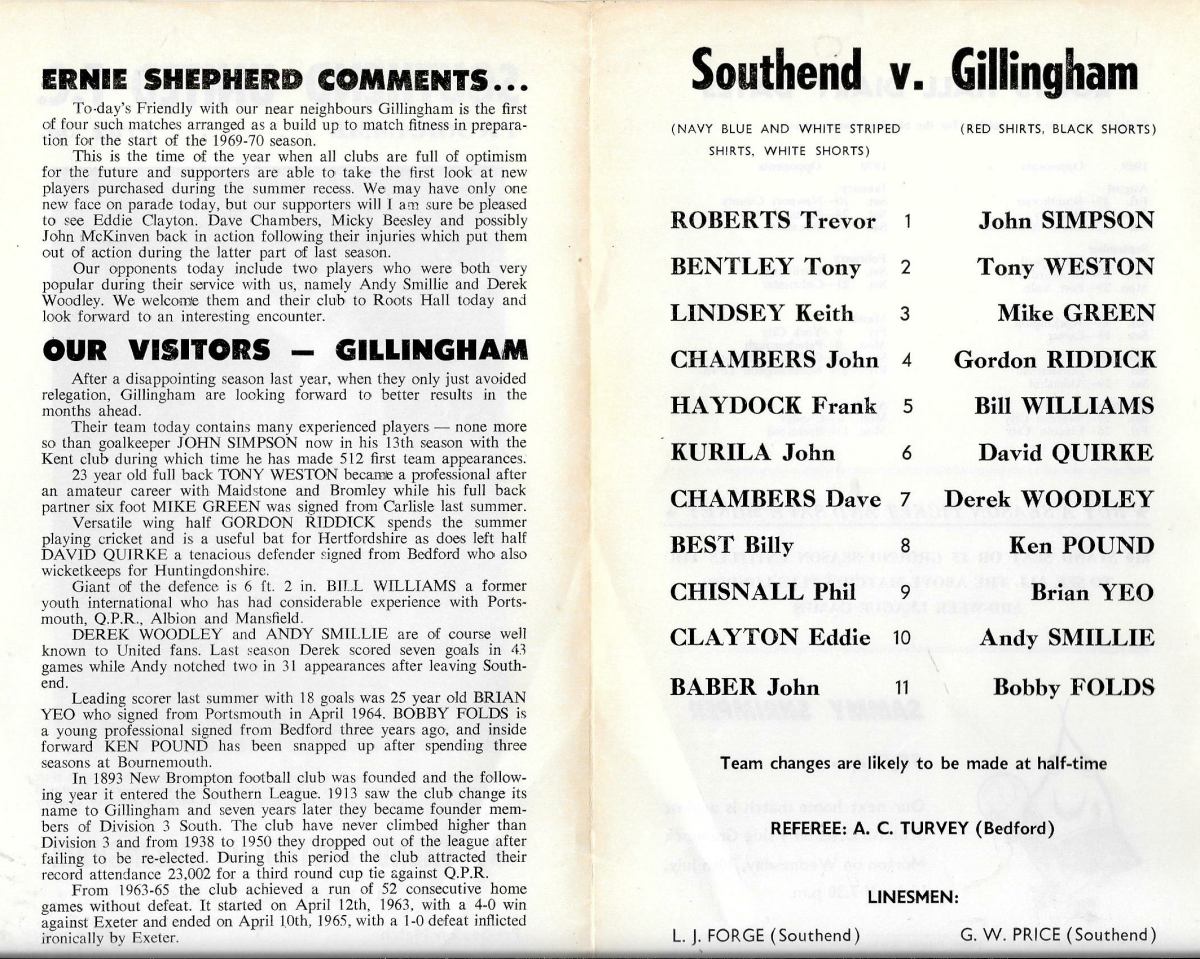 ERNIE SHEPHERD COMMENTS...
To-day's Friendly with our near neighbours Gillingham is the first
of four such matches arranged as a build up to match fitness in prepara-
tion for the start of the 1969-70 season.
This is the time of the year when all clubs are full of optimism
for the future and supporters are able to take the first look at new
players purchased during the summer recess. We may have only one
new face on parade today, but our supporters will I am sure be pleased
to see Eddie Clayton. Dave Chambers, Micky Beesley and possibly
John McKinven back in action following their injuries which put them
out of action during the latter part of last season.
Our opponents today include two players who were both very
popular during their service with us, namely Andy Smillie and Derek
Woodley. We welcome them and their club to Roots Hall today and
look forward to an interesting encounter.
OUR VISITORS — GILLINGHAM
After a disappointing season last year, when they only just avoided
relegation, Gillingham are looking forward to better results in the
months ahead.
Their team today contains many experienced players — none more
so than goalkeeper JOHN SIMPSON now in his 13th season with the
Kent club during which time he has made 512 first team appearances.
23 year old full back TONY WESTON became a professional after
an amateur career with Maidstone and Bromley while his full back
partner six foot MIKE GREEN was signed from Carlisle last summer.
Versatile wing half GORDON RIDDICK spends the summer
playing cricket and is a useful bat for Hertfordshire as does left half
DAVID QUIRKE a tenacious defender signed from Bedford who also
wicketkeeps for Huntingdonshire.
Giant of the defence is 6 ft. 2 in. BILL WILLIAMS a former
youth international who has had considerable experience with Ports-
mouth, Q.P.R., Albion and Mansfield.
DEREK WOODLEY and ANDY SMILLIE are of course well
known to United fans. Last season Derek scored seven goals in 43
games while Andy notched two in 31 appearances after leaving South-
end.
Leading scorer last summer with 18 goals was 25 year old BRIAN
YEO who signed from Portsmouth in April 1964. BOBBY FOLDS is
a young professional signed from Bedford three years ago, and inside
forward KEN POUND has been snapped up after spending three
seasons at Bournemouth.
In 1893 New Brompton football club was founded and the follow-
ing year it entered the Southern League. 1913 saw the club change its
name to Gillingham and seven years later they became founder mem-
bers of Division 3 South. The club have never climbed higher than
Division 3 and from 1938 to 1950 they dropped out of the league after
failing to be re-elected. During this period the club attracted their
record attendance 23,002 for a third round cup tie against Q.P.R.
From 1963-65 the club achieved a run of 52 consecutive home
games without defeat. It started on April 12th, 1963, with a 4-0 win
against Exeter and ended on April 10th, 1965, with a 1-0 defeat inflicted
ironically by Exeter.
Southend v. Gillingham
(NAVY BLUE AND WHITE STRIPED (RED SHIRTS, BLACK SHORTS)
SHIRTS, WHITE SHORTS)
ROBERTS Trevor 1 John SIMPSON
BENTLEY Tony 2 Tony WESTON
LINDSEY Keith 3 Mike GREEN
CHAMBERS John 4 Gordon RIDDICK
HAYDOCK Frank 5 Bill WILLIAMS
KURILA John 6 David QUIRKE
CHAMBERS Dave 7 Derek WOODLEY
BEST Billy 8 Ken POUND
CHISNALL Phil 9 Brian YEO
CLAYTON Eddie 10 Andy SMILLIE
BABER John 11 Bobby FOLDS
Team changes are likely to be made at half-time
REFEREE: A. C. TURVEY (Bedford)
LINESMEN:
L. J. FORGE (Southend) G. W. PRICE (Southend)